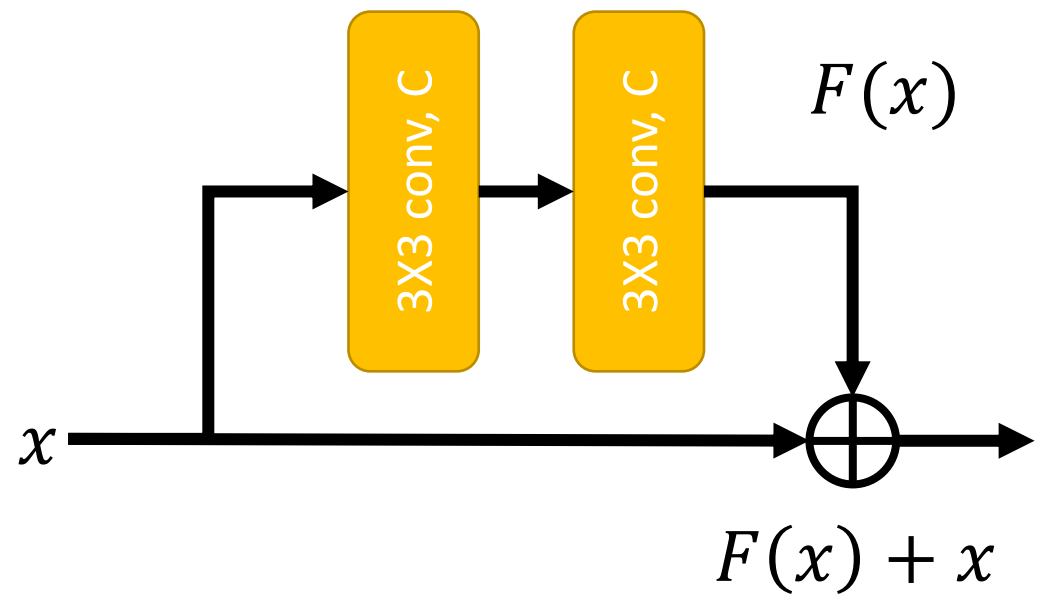 3X3 conv, C
3X3 conv, C
F(x)
x
F(x) + x